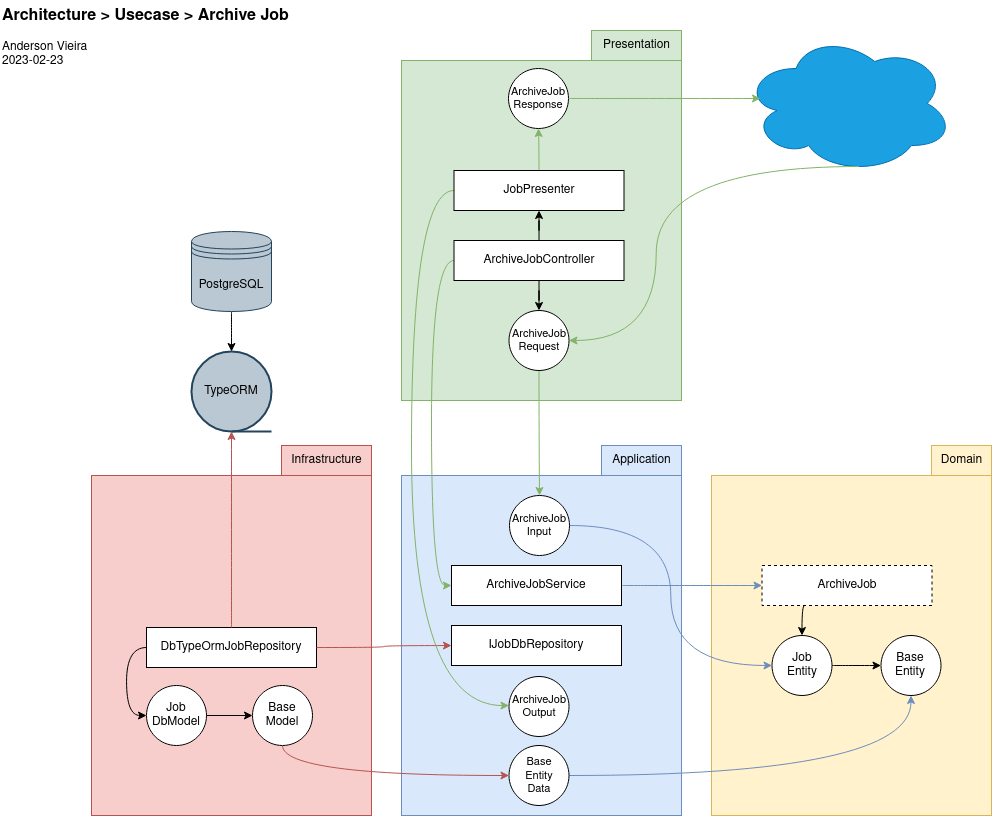 Architecture > Usecase > Archive Job
Anderson Vieira
2023-02-23
Presentation
ArchiveJob
Response
JobPresenter
ArchiveJobController
ArchiveJob
Request
PostgreSQL
TypeORM
Infrastructure
DbTypeOrmJobRepository
Job
DbModel
Base
Model
Application
ArchiveJob
Input
ArchiveJobService
IJobDbRepository
ArchiveJob
Output
Base
Entity
Data
Domain
ArchiveJob
Job
Entity
Base
Entity